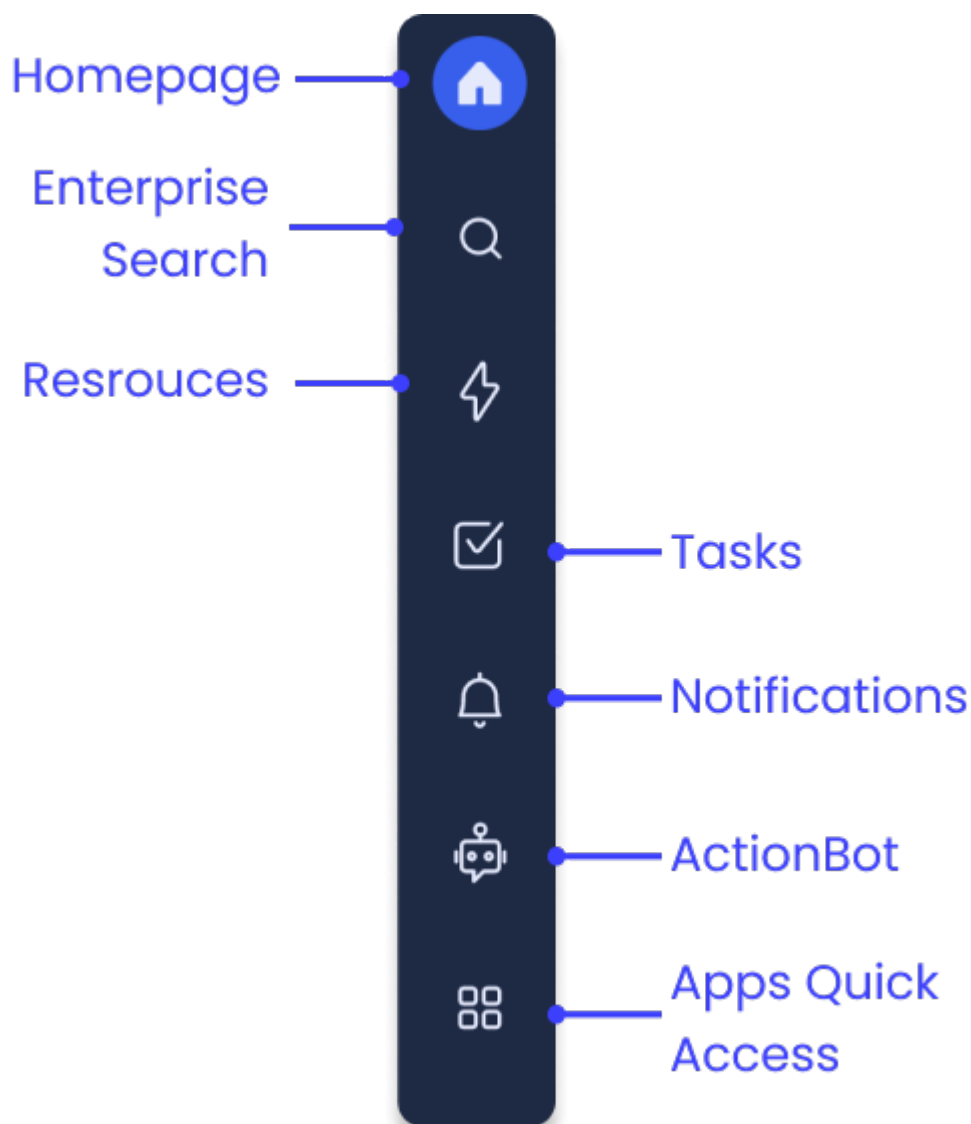 Homepage
Enterprise
Search
Resrouces
Tasks
Notifications
ActionBot
Apps Quick
Access